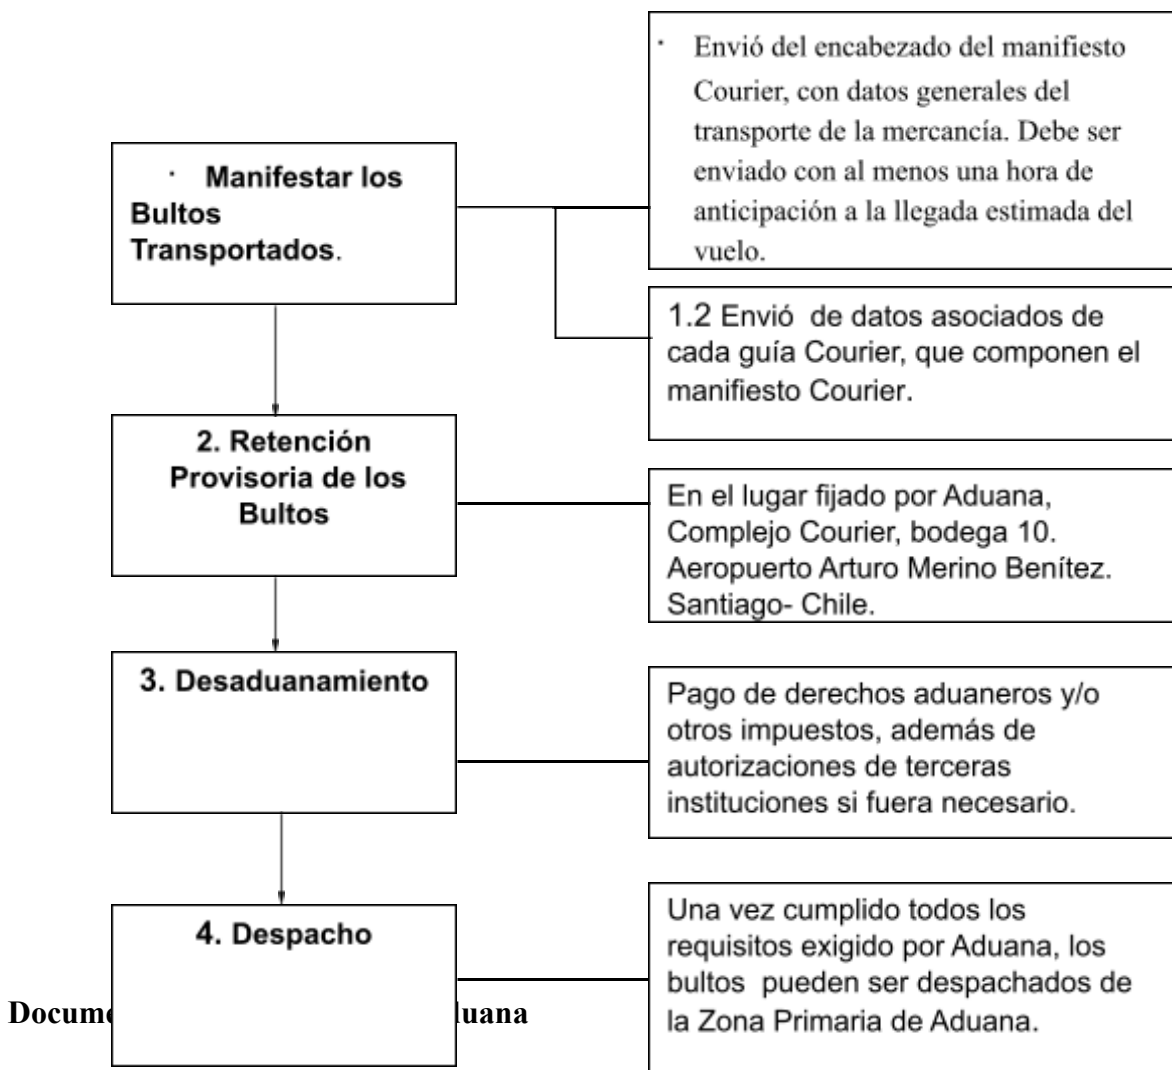 · Manifestar los
Bultos
Transportados.
· Envió del encabezado del manifiesto
Courier, con datos generales del
transporte de la mercancía. Debe ser
enviado con al menos una hora de
anticipación a la llegada estimada del
vuelo.
1.2 Envió de datos asociados de
cada guía Courier, que componen el
manifiesto Courier.
2. Retención
Provisoria de los
Bultos
En el lugar fijado por Aduana,
Complejo Courier, bodega 10.
Aeropuerto Arturo Merino Benítez.
Santiago- Chile.
3. Desaduanamiento
Pago de derechos aduaneros y/o
otros impuestos, además de
autorizaciones de terceras
instituciones si fuera necesario.
4. Despacho
Una vez cumplido todos los
requisitos exigido por Aduana, los
bultos pueden ser despachados de
la Zona Primaria de Aduana.